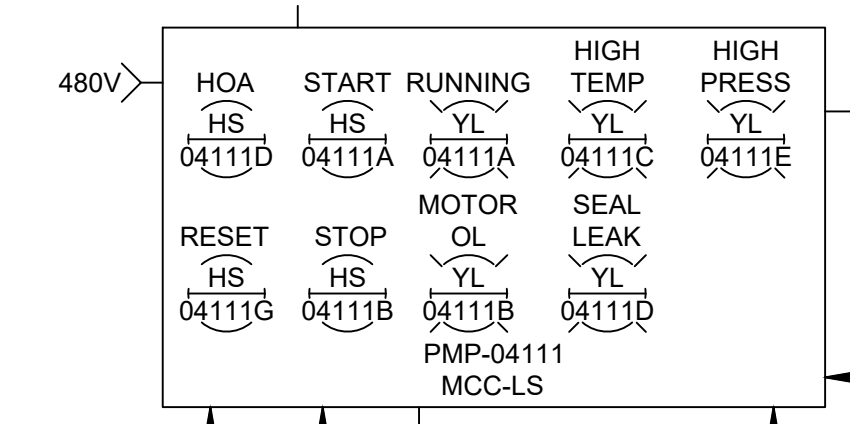 HIGH HIGH
480V HOA START RUNNING TEMP PRESS
HS HS YL YL YL
04111D 04111A 04111A 04111C 04111E
MOTOR SEAL
RESET STOP OL LEAK
HS HS YL YL
04111G 04111B 04111B 04111D
PMP-04111
MCC-LS